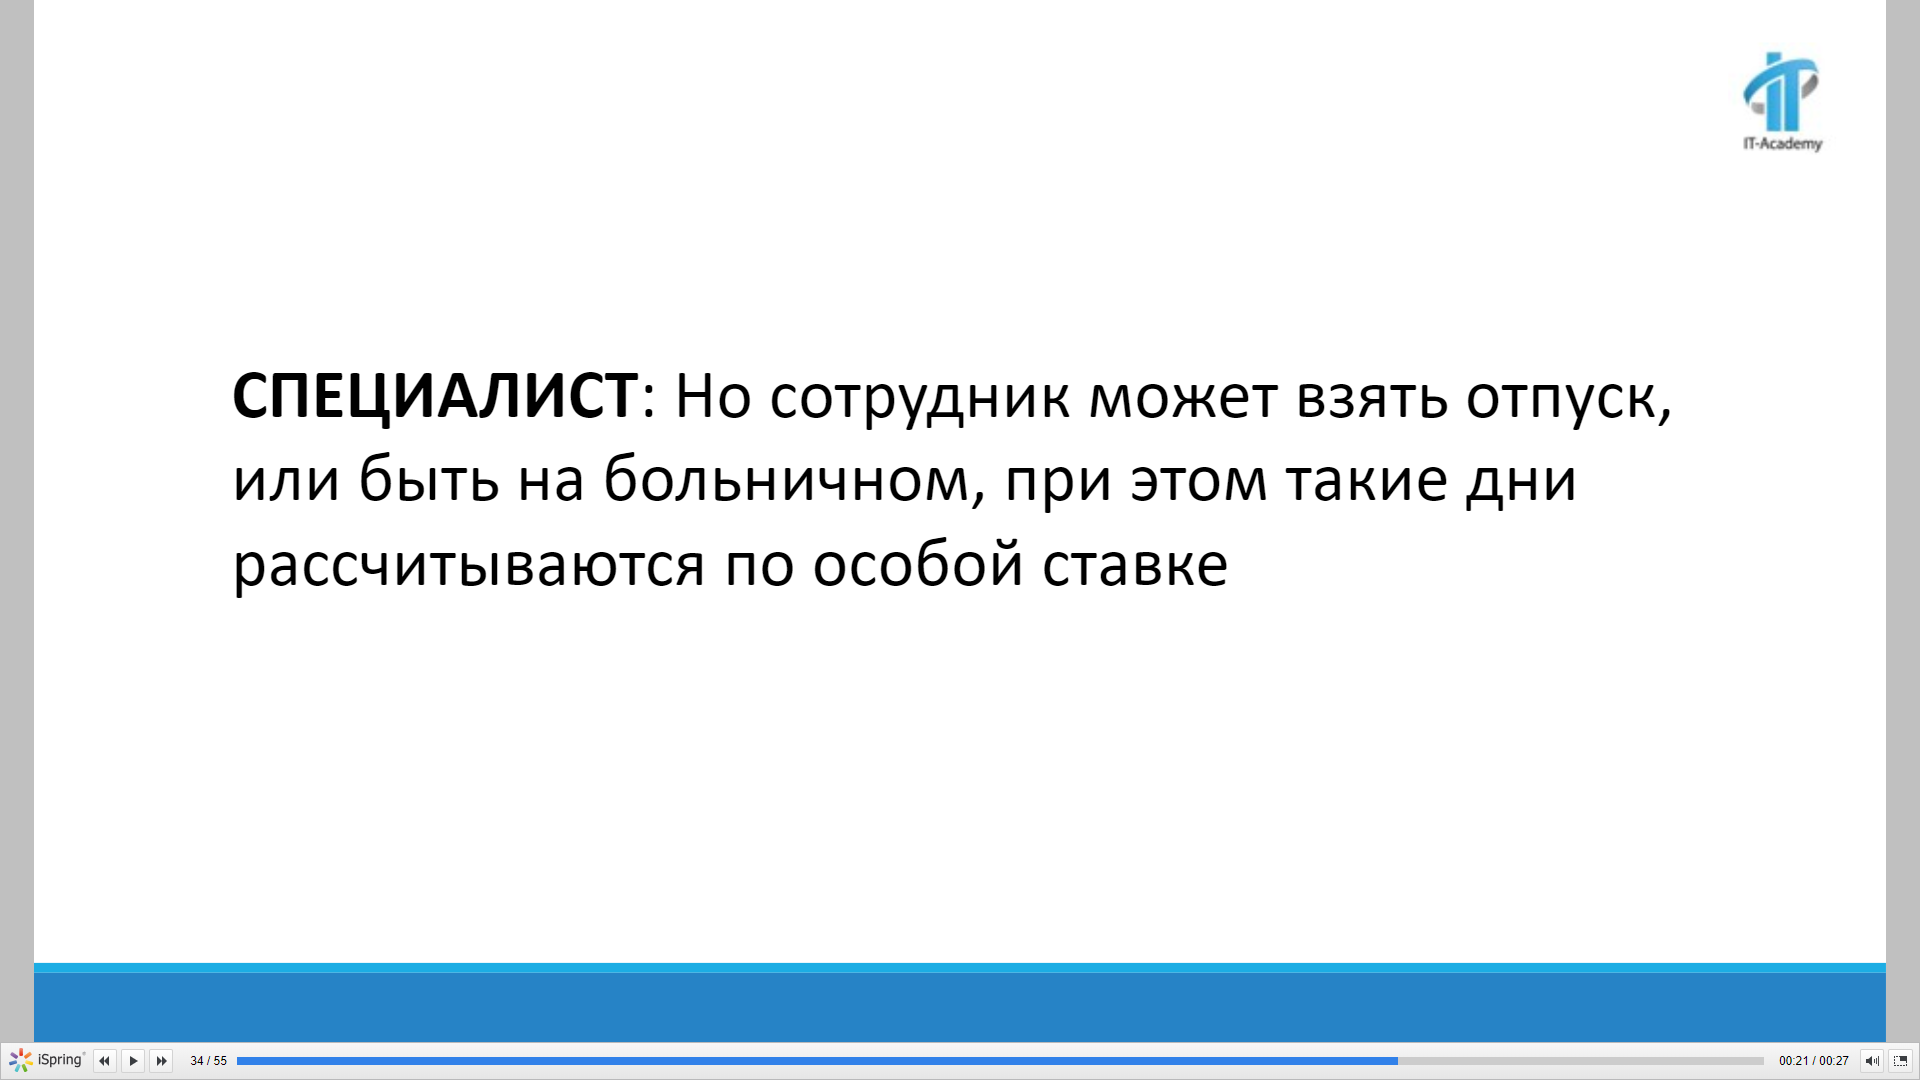 IT-Academy
СПЕЦИАЛИСТ: Но сотрудник может взять отпуск,
или быть на больничном, при этом такие дни
рассчитываются по особой ставке
iSpring 34 / 55 00:21 / 00:27